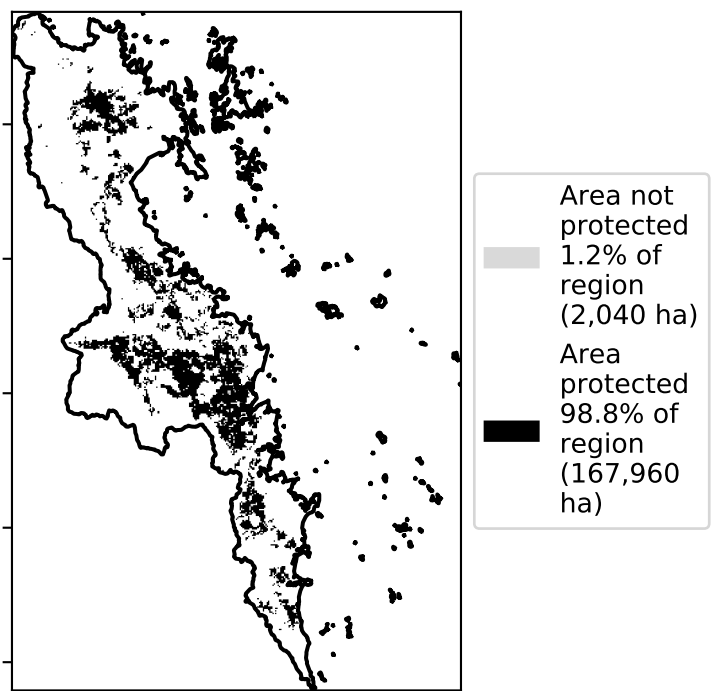 Area not
protected
1.2% of
region
(2,040 ha)
Area
protected
98.8% of
region
(167,960
ha)